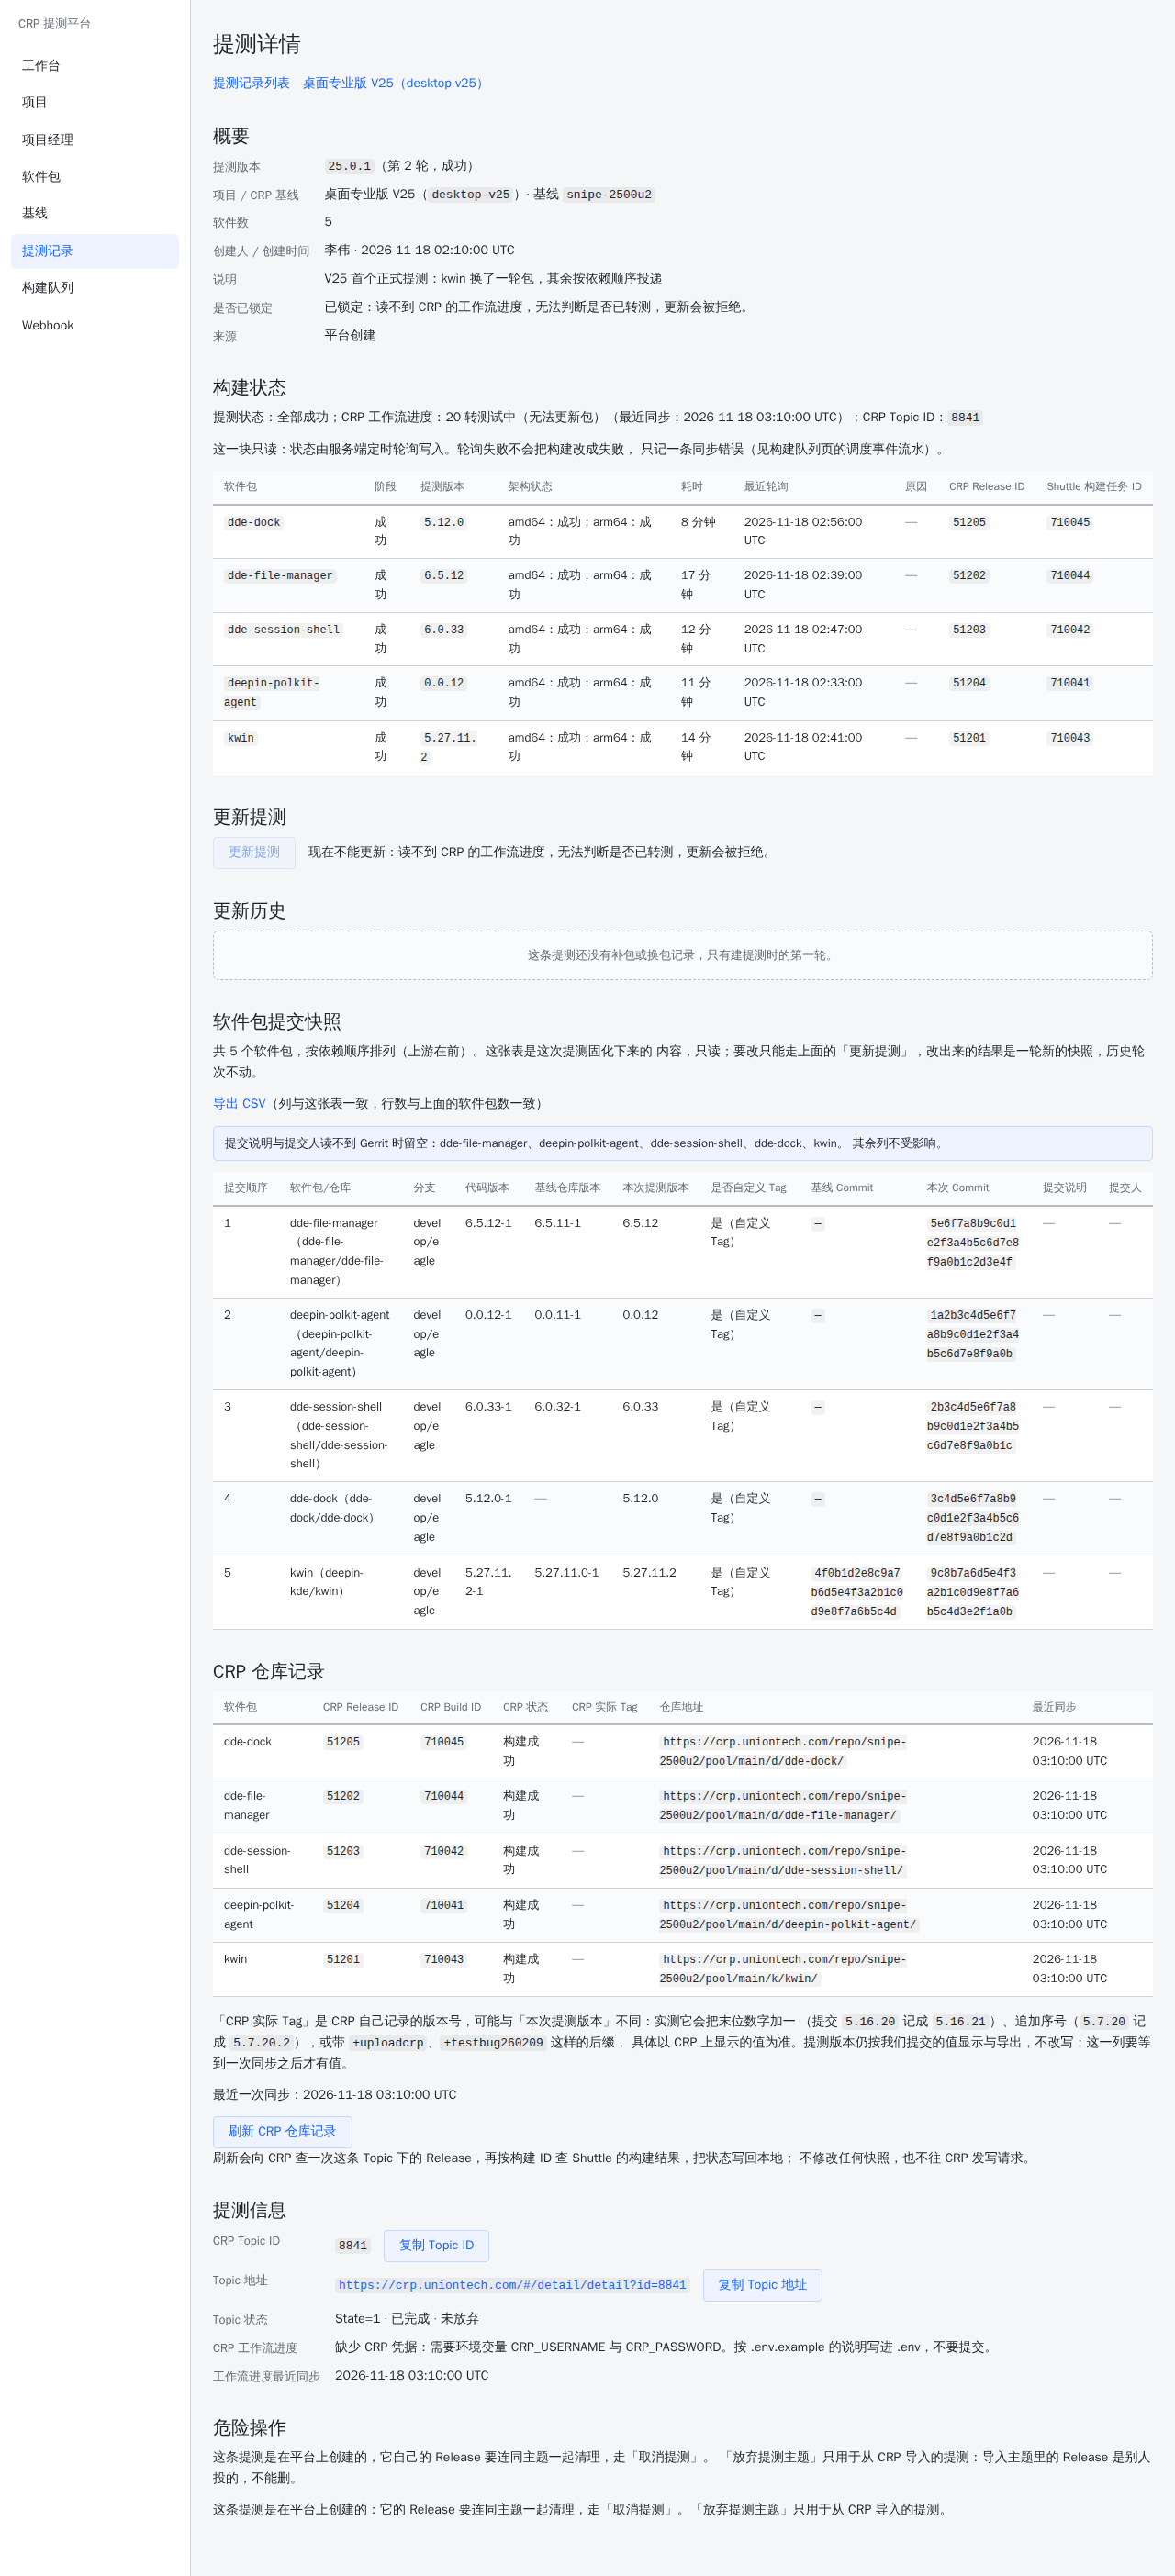 CRP 提测平台
工作台
项目
项目经理
软件包
基线
提测记录
构建队列
Webhook
提测详情
提测记录列表 桌面专业版 V25（desktop-v25）
概要
提测版本 25.0.1（第 2 轮，成功）
项目 / CRP 基线 桌面专业版 V25（desktop-v25）· 基线 snipe-2500u2
软件数 5
创建人 / 创建时间 李伟 · 2026-11-18 02:10:00 UTC
说明 V25 首个正式提测：kwin 换了一轮包，其余按依赖顺序投递
是否已锁定 已锁定：读不到 CRP 的工作流进度，无法判断是否已转测，更新会被拒绝。
来源 平台创建
构建状态
提测状态：全部成功；CRP 工作流进度：20 转测试中（无法更新包）（最近同步：2026-11-18 03:10:00 UTC）；CRP Topic ID：8841
这一块只读：状态由服务端定时轮询写入。轮询失败不会把构建改成失败， 只记一条同步错误（见构建队列页的调度事件流水）。
软件包 阶段 提测版本 架构状态 耗时 最近轮询 原因 CRP Release ID Shuttle 构建任务 ID
dde-dock 成 5.12.0 amd64：成功；arm64：成 8 分钟 2026-11-18 02:56:00 — 51205 710045
功 功 UTC
dde-file-manager 成 6.5.12 amd64：成功；arm64：成 17 分 2026-11-18 02:39:00 — 51202 710044
功 功 钟 UTC
dde-session-shell 成 6.0.33 amd64：成功；arm64：成 12 分 2026-11-18 02:47:00 — 51203 710042
功 功 钟 UTC
deepin-polkit- 成 0.0.12 amd64：成功；arm64：成 11 分 2026-11-18 02:33:00 — 51204 710041
agent 功 功 钟 UTC
kwin 成 5.27.11. amd64：成功；arm64：成 14 分 2026-11-18 02:41:00 — 51201 710043
功 2 功 钟 UTC
更新提测
更新提测 现在不能更新：读不到 CRP 的工作流进度，无法判断是否已转测，更新会被拒绝。
更新历史
这条提测还没有补包或换包记录，只有建提测时的第一轮。
软件包提交快照
共 5 个软件包，按依赖顺序排列（上游在前）。这张表是这次提测固化下来的 内容，只读；要改只能走上面的「更新提测」，改出来的结果是一轮新的快照，历史轮
次不动。
导出 CSV（列与这张表一致，行数与上面的软件包数一致）
提交说明与提交人读不到 Gerrit 时留空：dde-file-manager、deepin-polkit-agent、dde-session-shell、dde-dock、kwin。 其余列不受影响。
提交顺序 软件包/仓库 分支 代码版本 基线仓库版本 本次提测版本 是否自定义 Tag 基线 Commit 本次 Commit 提交说明 提交人
1 dde-file-manager devel 6.5.12-1 6.5.11-1 6.5.12 是（自定义 — 5e6f7a8b9c0d1 — —
（dde-file- op/e Tag） e2f3a4b5c6d7e8
manager/dde-file- agle f9a0b1c2d3e4f
manager）
2 deepin-polkit-agent devel 0.0.12-1 0.0.11-1 0.0.12 是（自定义 — 1a2b3c4d5e6f7 — —
（deepin-polkit- op/e Tag） a8b9c0d1e2f3a4
agent/deepin- agle b5c6d7e8f9a0b
polkit-agent）
3 dde-session-shell devel 6.0.33-1 6.0.32-1 6.0.33 是（自定义 — 2b3c4d5e6f7a8 — —
（dde-session- op/e Tag） b9c0d1e2f3a4b5
shell/dde-session- agle c6d7e8f9a0b1c
shell）
4 dde-dock（dde- devel 5.12.0-1 — 5.12.0 是（自定义 — 3c4d5e6f7a8b9 — —
dock/dde-dock） op/e Tag） c0d1e2f3a4b5c6
agle d7e8f9a0b1c2d
5 kwin（deepin- devel 5.27.11. 5.27.11.0-1 5.27.11.2 是（自定义 4f0b1d2e8c9a7 9c8b7a6d5e4f3 — —
kde/kwin） op/e 2-1 Tag） b6d5e4f3a2b1c0 a2b1c0d9e8f7a6
agle d9e8f7a6b5c4d b5c4d3e2f1a0b
CRP 仓库记录
软件包 CRP Release ID CRP Build ID CRP 状态 CRP 实际 Tag 仓库地址 最近同步
dde-dock 51205 710045 构建成 — https://crp.uniontech.com/repo/snipe- 2026-11-18
功 2500u2/pool/main/d/dde-dock/ 03:10:00 UTC
dde-file- 51202 710044 构建成 — https://crp.uniontech.com/repo/snipe- 2026-11-18
manager 功 2500u2/pool/main/d/dde-file-manager/ 03:10:00 UTC
dde-session- 51203 710042 构建成 — https://crp.uniontech.com/repo/snipe- 2026-11-18
shell 功 2500u2/pool/main/d/dde-session-shell/ 03:10:00 UTC
deepin-polkit- 51204 710041 构建成 — https://crp.uniontech.com/repo/snipe- 2026-11-18
agent 功 2500u2/pool/main/d/deepin-polkit-agent/ 03:10:00 UTC
kwin 51201 710043 构建成 — https://crp.uniontech.com/repo/snipe- 2026-11-18
功 2500u2/pool/main/k/kwin/ 03:10:00 UTC
「CRP 实际 Tag」是 CRP 自己记录的版本号，可能与「本次提测版本」不同：实测它会把末位数字加一 （提交 5.16.20 记成 5.16.21）、追加序号（5.7.20 记
成 5.7.20.2），或带 +uploadcrp、+testbug260209 这样的后缀， 具体以 CRP 上显示的值为准。提测版本仍按我们提交的值显示与导出，不改写；这一列要等
到一次同步之后才有值。
最近一次同步：2026-11-18 03:10:00 UTC
刷新 CRP 仓库记录
刷新会向 CRP 查一次这条 Topic 下的 Release，再按构建 ID 查 Shuttle 的构建结果，把状态写回本地； 不修改任何快照，也不往 CRP 发写请求。
提测信息
CRP Topic ID 8841 复制 Topic ID
Topic 地址 https://crp.uniontech.com/#/detail/detail?id=8841 复制 Topic 地址
Topic 状态 State=1 · 已完成 · 未放弃
CRP 工作流进度 缺少 CRP 凭据：需要环境变量 CRP_USERNAME 与 CRP_PASSWORD。按 .env.example 的说明写进 .env，不要提交。
工作流进度最近同步 2026-11-18 03:10:00 UTC
危险操作
这条提测是在平台上创建的，它自己的 Release 要连同主题一起清理，走「取消提测」。 「放弃提测主题」只用于从 CRP 导入的提测：导入主题里的 Release 是别人
投的，不能删。
这条提测是在平台上创建的：它的 Release 要连同主题一起清理，走「取消提测」。「放弃提测主题」只用于从 CRP 导入的提测。